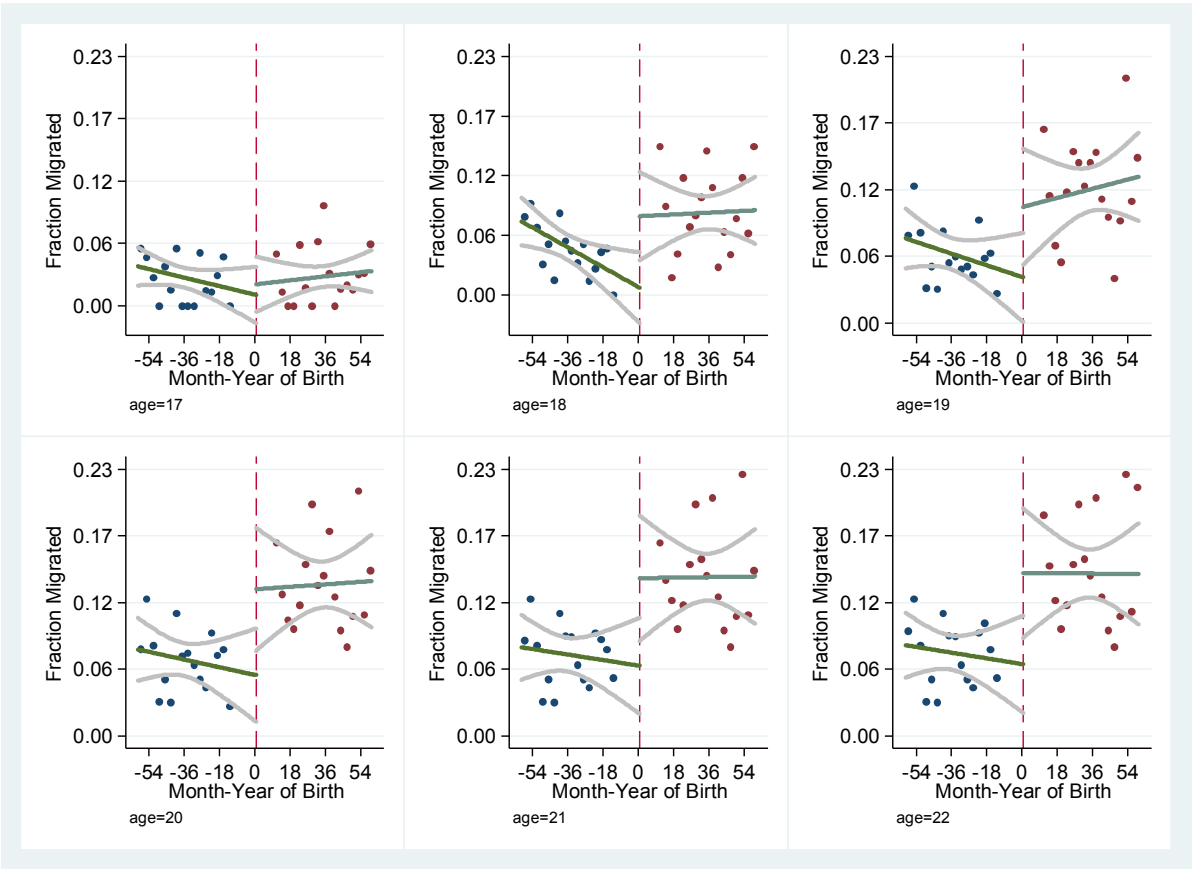 Fraction Migrated
0.23
0.17
0.12
0.06
0.00
-54 -36 -18 0 18 36 54
Month-Year of Birth
age=17
Fraction Migrated
0.23
0.17
0.12
0.06
0.00
-54 -36 -18 0 18 36 54
Month-Year of Birth
age=18
Fraction Migrated
0.23
0.17
0.12
0.06
0.00
-54 -36 -18 0 18 36 54
Month-Year of Birth
age=19
Fraction Migrated
0.23
0.17
0.12
0.06
0.00
-54 -36 -18 0 18 36 54
Month-Year of Birth
age=20
Fraction Migrated
0.23
0.17
0.12
0.06
0.00
-54 -36 -18 0 18 36 54
Month-Year of Birth
age=21
Fraction Migrated
0.23
0.17
0.12
0.06
0.00
-54 -36 -18 0 18 36 54
Month-Year of Birth
age=22